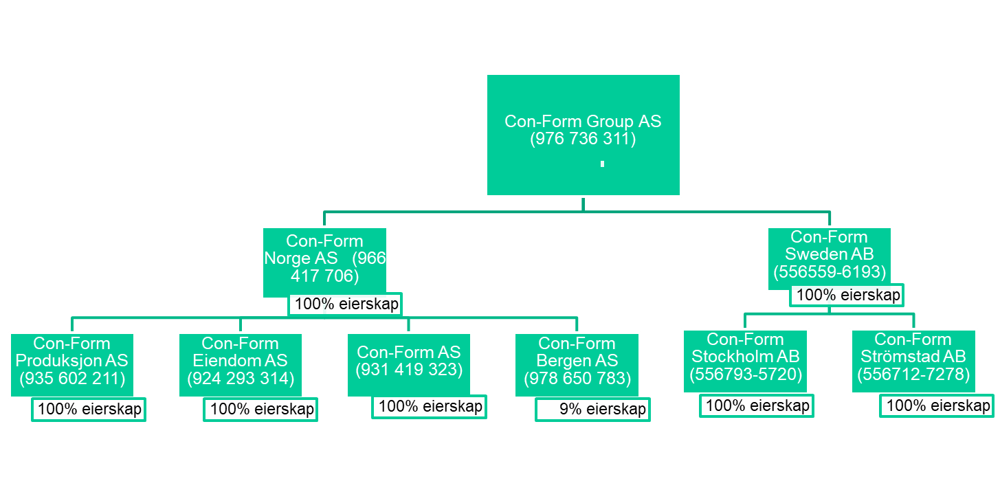 Con-Form Group AS
(976 736 311)
Con-Form
Norge AS (966
417 706)
100% eierskap
Con-Form
Sweden AB
(556559-6193)
100% eierskap
Con-Form
Produksjon AS
(935 602 211)
100% eierskap
Con-Form
Eiendom AS
(924 293 314)
100% eierskap
Con-Form AS
(931 419 323)
100% eierskap
Con-Form
Bergen AS
(978 650 783)
9% eierskap
Con-Form
Stockholm AB
(556793-5720)
100% eierskap
Con-Form
Strömstad AB
(556712-7278)
100% eierskap